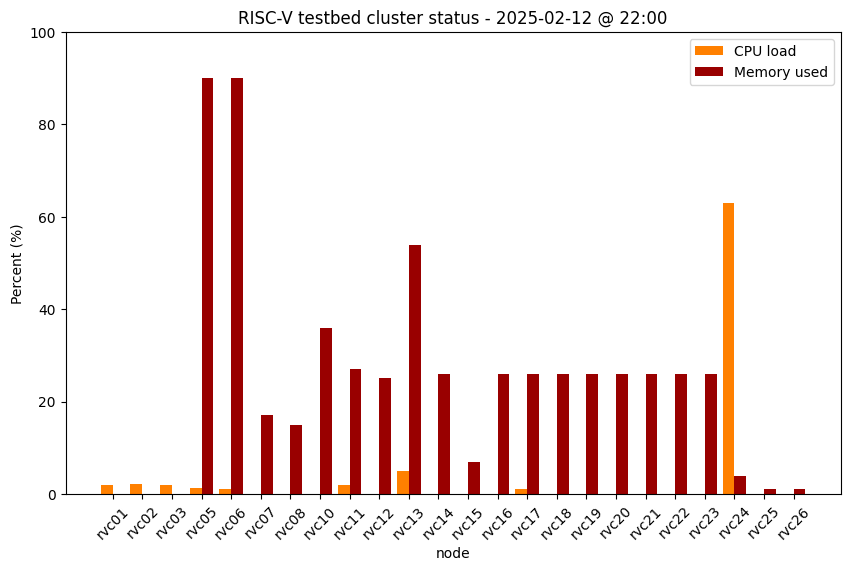 RISC-V testbed cluster status - 2025-02-12 @ 22:00
CPU load
Memory used
Percent (%)
100
80
60
40
20
0
rvc01 rvc02 rvc03 rvc05 rvc06 rvc07 rvc08 rvc10 rvc11 rvc12 rvc13 rvc14 rvc15 rvc16 rvc17 rvc18 rvc19 rvc20 rvc21 rvc22 rvc23 rvc24 rvc25 rvc26
node